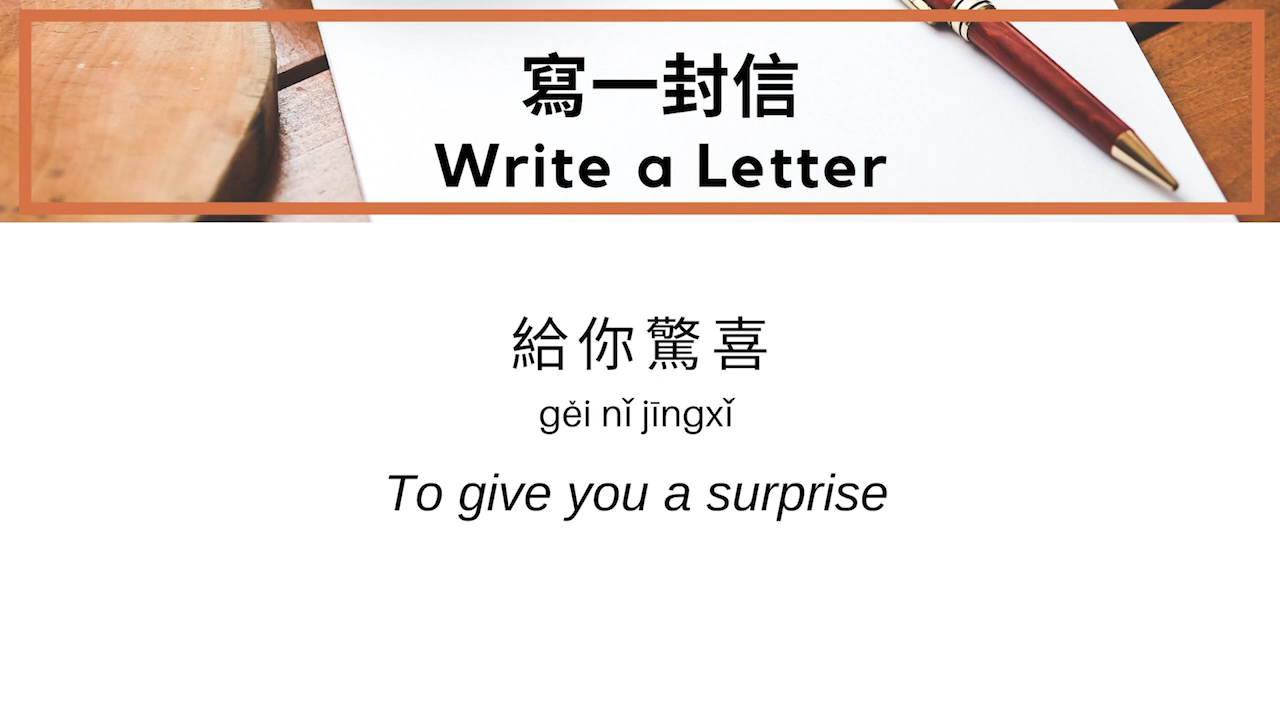 寫一封信
Write a Letter
給你驚喜
gěi nǐ jīngxǐ
To give you a surprise